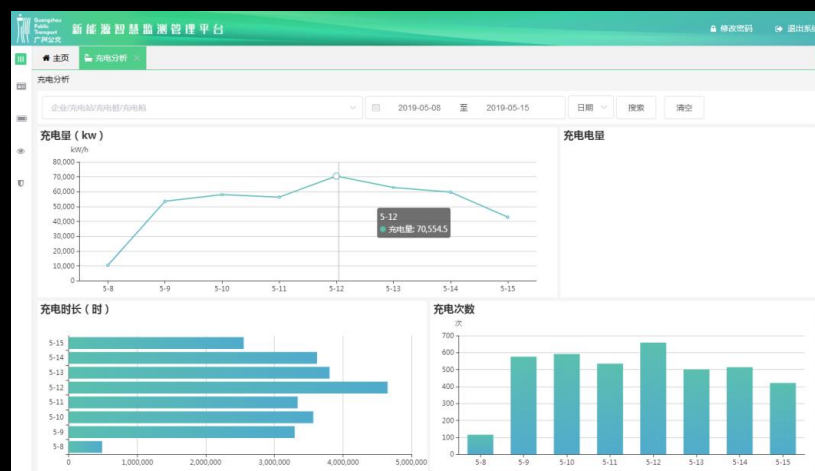 Guangzhou
Public
Transport
广州公交
新能源智慧监测管理平台
修改密码 退出系统
主页 充电分析 ×
充电分析
企业/充电站/充电桩/充电枪 2019-05-08 至 2019-05-15 日期 搜索 清空
充电量（kw） 充电电量
kW/h
80,000
70,000
60,000
50,000
40,000
30,000
20,000
10,000
0
5-12
充电量: 70,554.5
5-8 5-9 5-10 5-11 5-12 5-13 5-14 5-15
充电时长（时）
5-15
5-14
5-13
5-12
5-11
5-10
5-9
5-8
0 1,000,000 2,000,000 3,000,000 4,000,000 5,000,000
充电次数
次
700
600
500
400
300
200
100
0
5-8 5-9 5-10 5-11 5-12 5-13 5-14 5-15